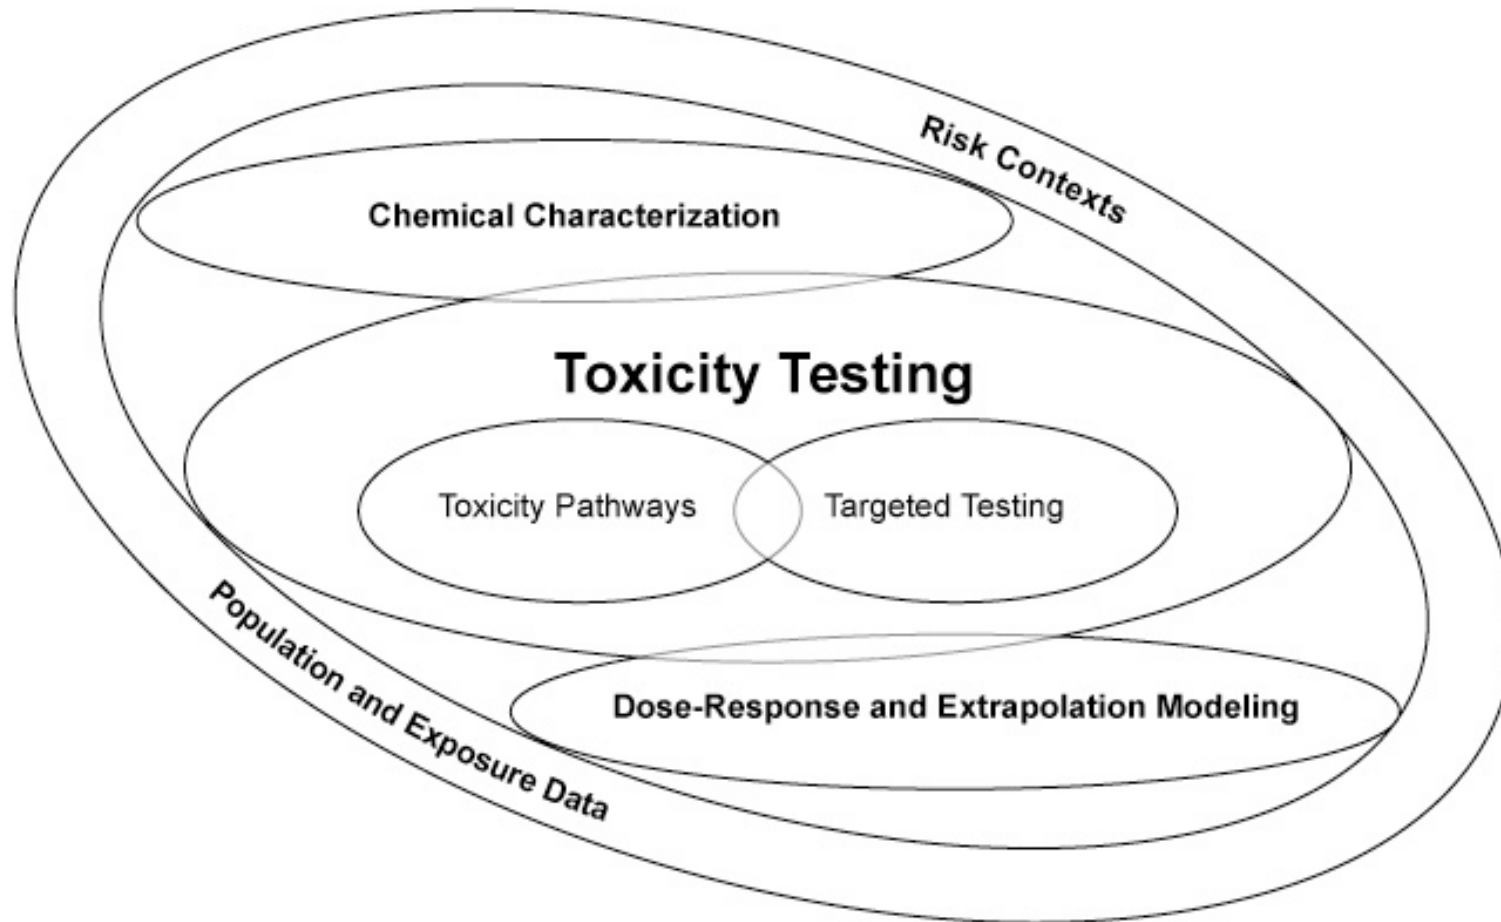 Risk Contexts
Chemical Characterization
Toxicity Testing
Toxicity Pathways
Targeted Testing
Population and Exposure Data
Dose-Response and Extrapolation Modeling